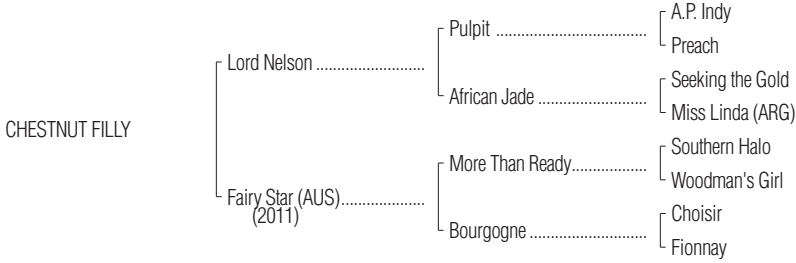 A.P. Indy
Pulpit ................................
Preach
Lord Nelson .......................
Seeking the Gold
African Jade ......................
Miss Linda (ARG)
CHESTNUT FILLY
Southern Halo
More Than Ready................
Woodman's Girl
Fairy Star (AUS)..................
(2011)
Choisir
Bourgogne ........................
Fionnay